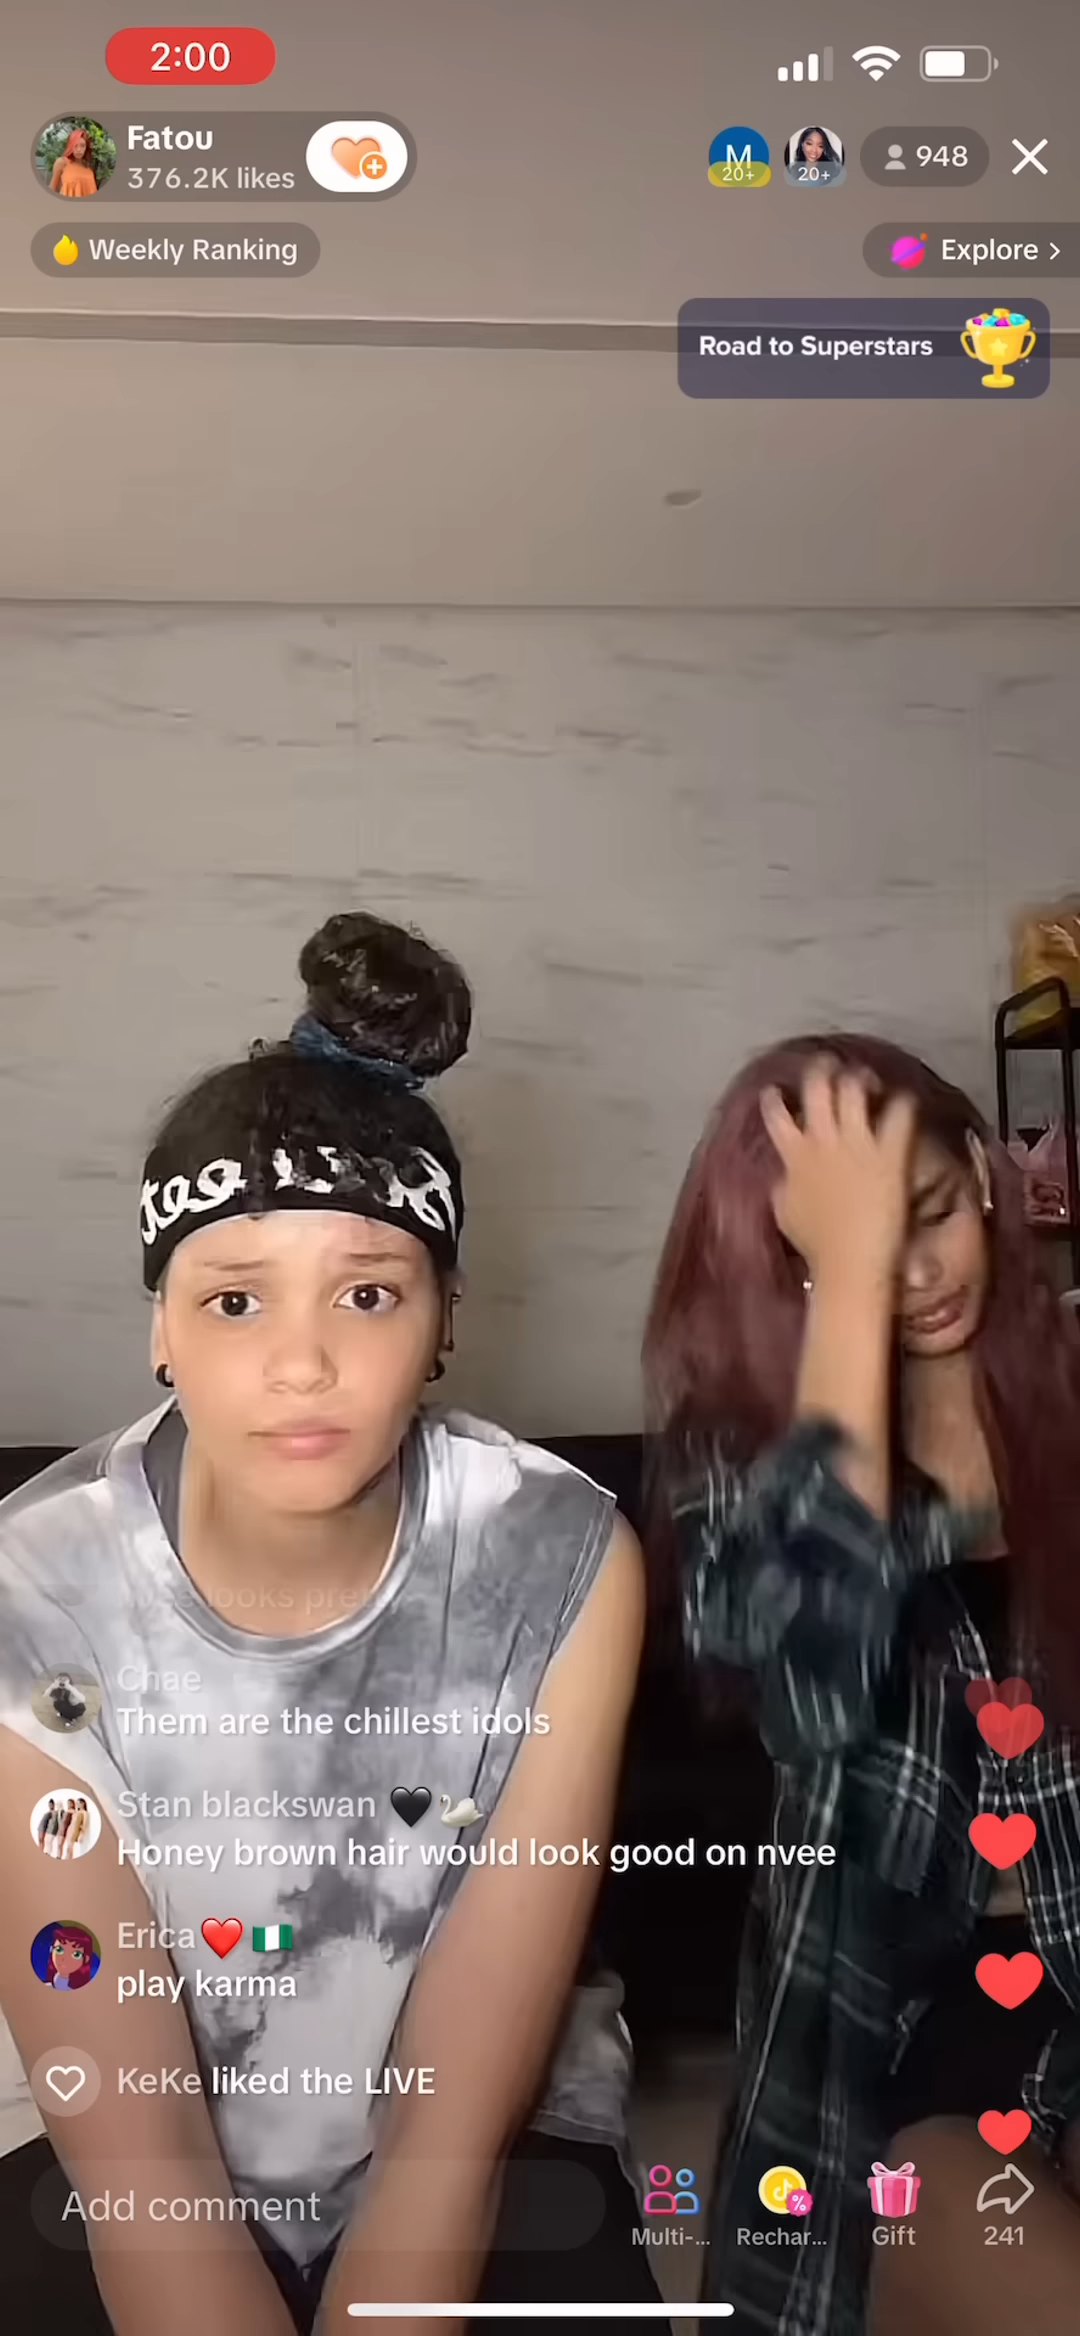 2:00
Fatou
376.2K likes
M
20+
20+
948
Weekly Ranking
Explore >
Road to Superstars
looks pretty
Chae
Them are the chillest idols
Stan blackswan 🖤🦢
Honey brown hair would look good on nvee
Erica❤️🇳🇬
play karma
KeKe liked the LIVE
Add comment
Multi-...
Rechar...
Gift
241